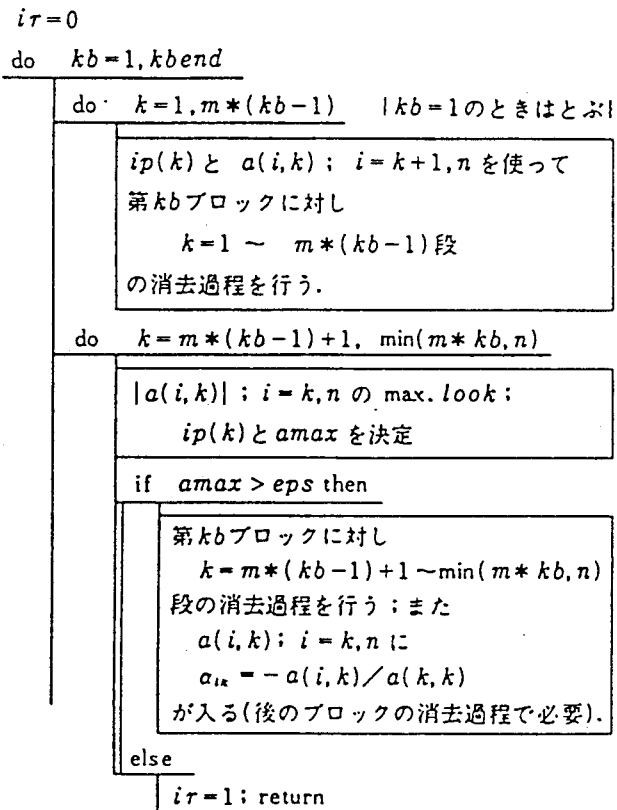 ir=0
do kb=1,kbend
do k=1,m*(kb-1) !kb=1のときはとぶ!
ip(k)と a(i,k); i=k+1,nを使って
第kbブロックに対し
k=1 ~ m*(kb-1)段
の消去過程を行う.
do k=m*(kb-1)+1, min(m*kb,n)
|a(i,k)|; i=k,n の max.look;
ip(k)とamaxを決定
if amax>eps then
第kbブロックに対し
k=m*(kb-1)+1~min(m*kb,n)
段の消去過程を行う;また
a(i,k); i=k,n に
α_{ik}=-a(i,k)/a(k,k)
が入る(後のブロックの消去過程で必要).
else
ir=1; return